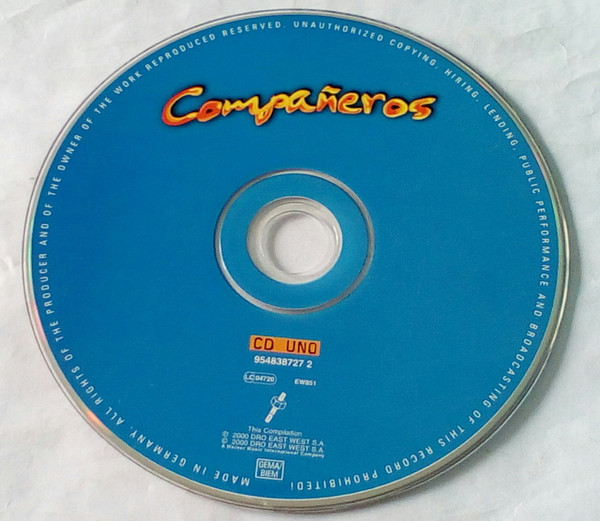 Compañeros
CD UNO
954838727 2
LC 04720
EW851
This Compilation
℗ 2000 DRO EAST WEST S.A.
© 2000 DRO EAST WEST S.A.
A Warner Music International Company
GEMA/
BIEM
MADE IN GERMANY. ALL RIGHTS OF THE PRODUCER AND OF THE OWNER OF THE WORK REPRODUCED RESERVED. UNAUTHORIZED COPYING, HIRING, LENDING, PUBLIC PERFORMANCE AND BROADCASTING OF THIS RECORD PROHIBITED!